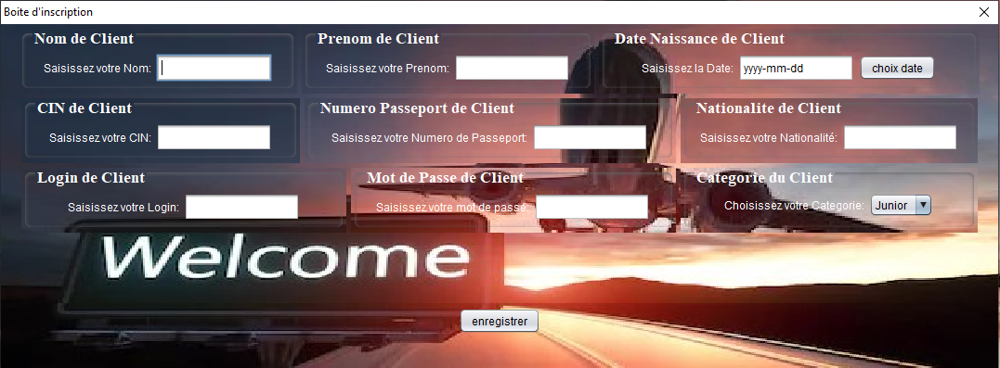 Boite d'inscription
Nom de Client
Saisissez votre Nom:
Prenom de Client
Saisissez votre Prenom:
Date Naissance de Client
Saisissez la Date: yyyy-mm-dd choix date
CIN de Client
Saisissez votre CIN:
Numero Passeport de Client
Saisissez votre Numero de Passeport:
Nationalite de Client
Saisissez votre Nationalité:
Login de Client
Saisissez votre Login:
Mot de Passe de Client
Saisissez votre mot de passe:
Categorie du Client
Choisissez votre Categorie: Junior
Welcome
enregistrer